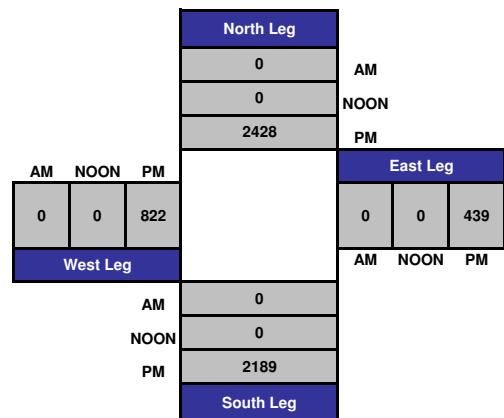 North Leg
0 AM
0 NOON
2428 PM
AM NOON PM
East Leg
0 0 822
0 0 439
West Leg
AM NOON PM
AM 0
NOON 0
PM 2189
South Leg